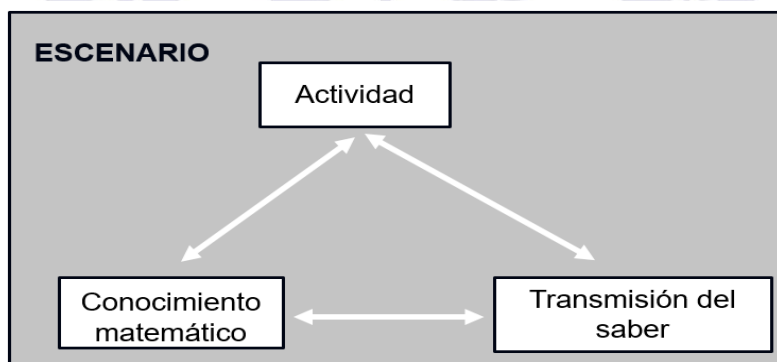 ESCENARIO
Actividad
Conocimiento
matemático
Transmisión del
saber